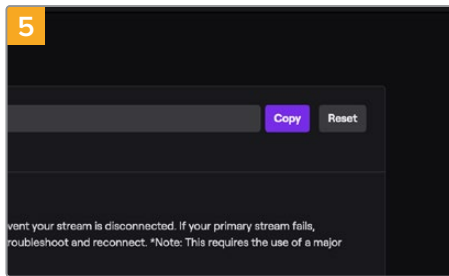 5
Copy Reset
vent your stream is disconnected. If your primary stream fails,
roubleshoot and reconnect. *Note: This requires the use of a major